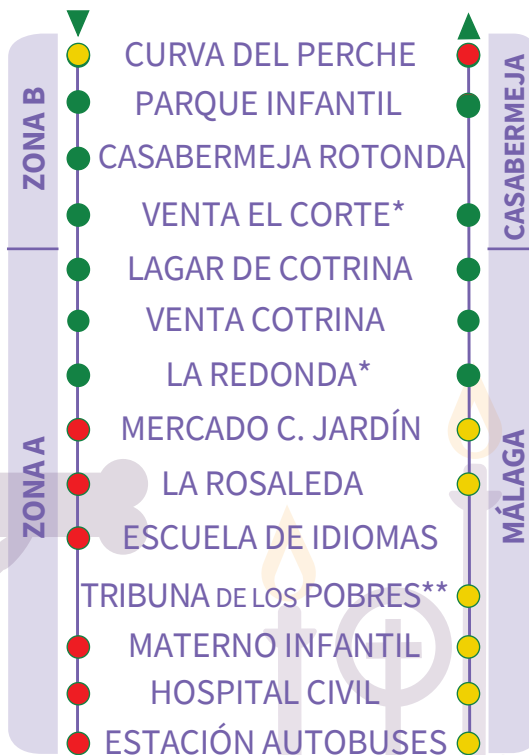 CURVA DEL PERCHE
PARQUE INFANTIL
CASABERMEJA ROTONDA
VENTA EL CORTE*
LAGAR DE COTRINA
VENTA COTRINA
LA REDONDA*
MERCADO C. JARDÍN
LA ROSALEDA
ESCUELA DE IDIOMAS
TRIBUNA DE LOS POBRES**
MATERNO INFANTIL
HOSPITAL CIVIL
ESTACIÓN AUTOBUSES
ZONA B
ZONA A
CASABERMEJA
MÁLAGA